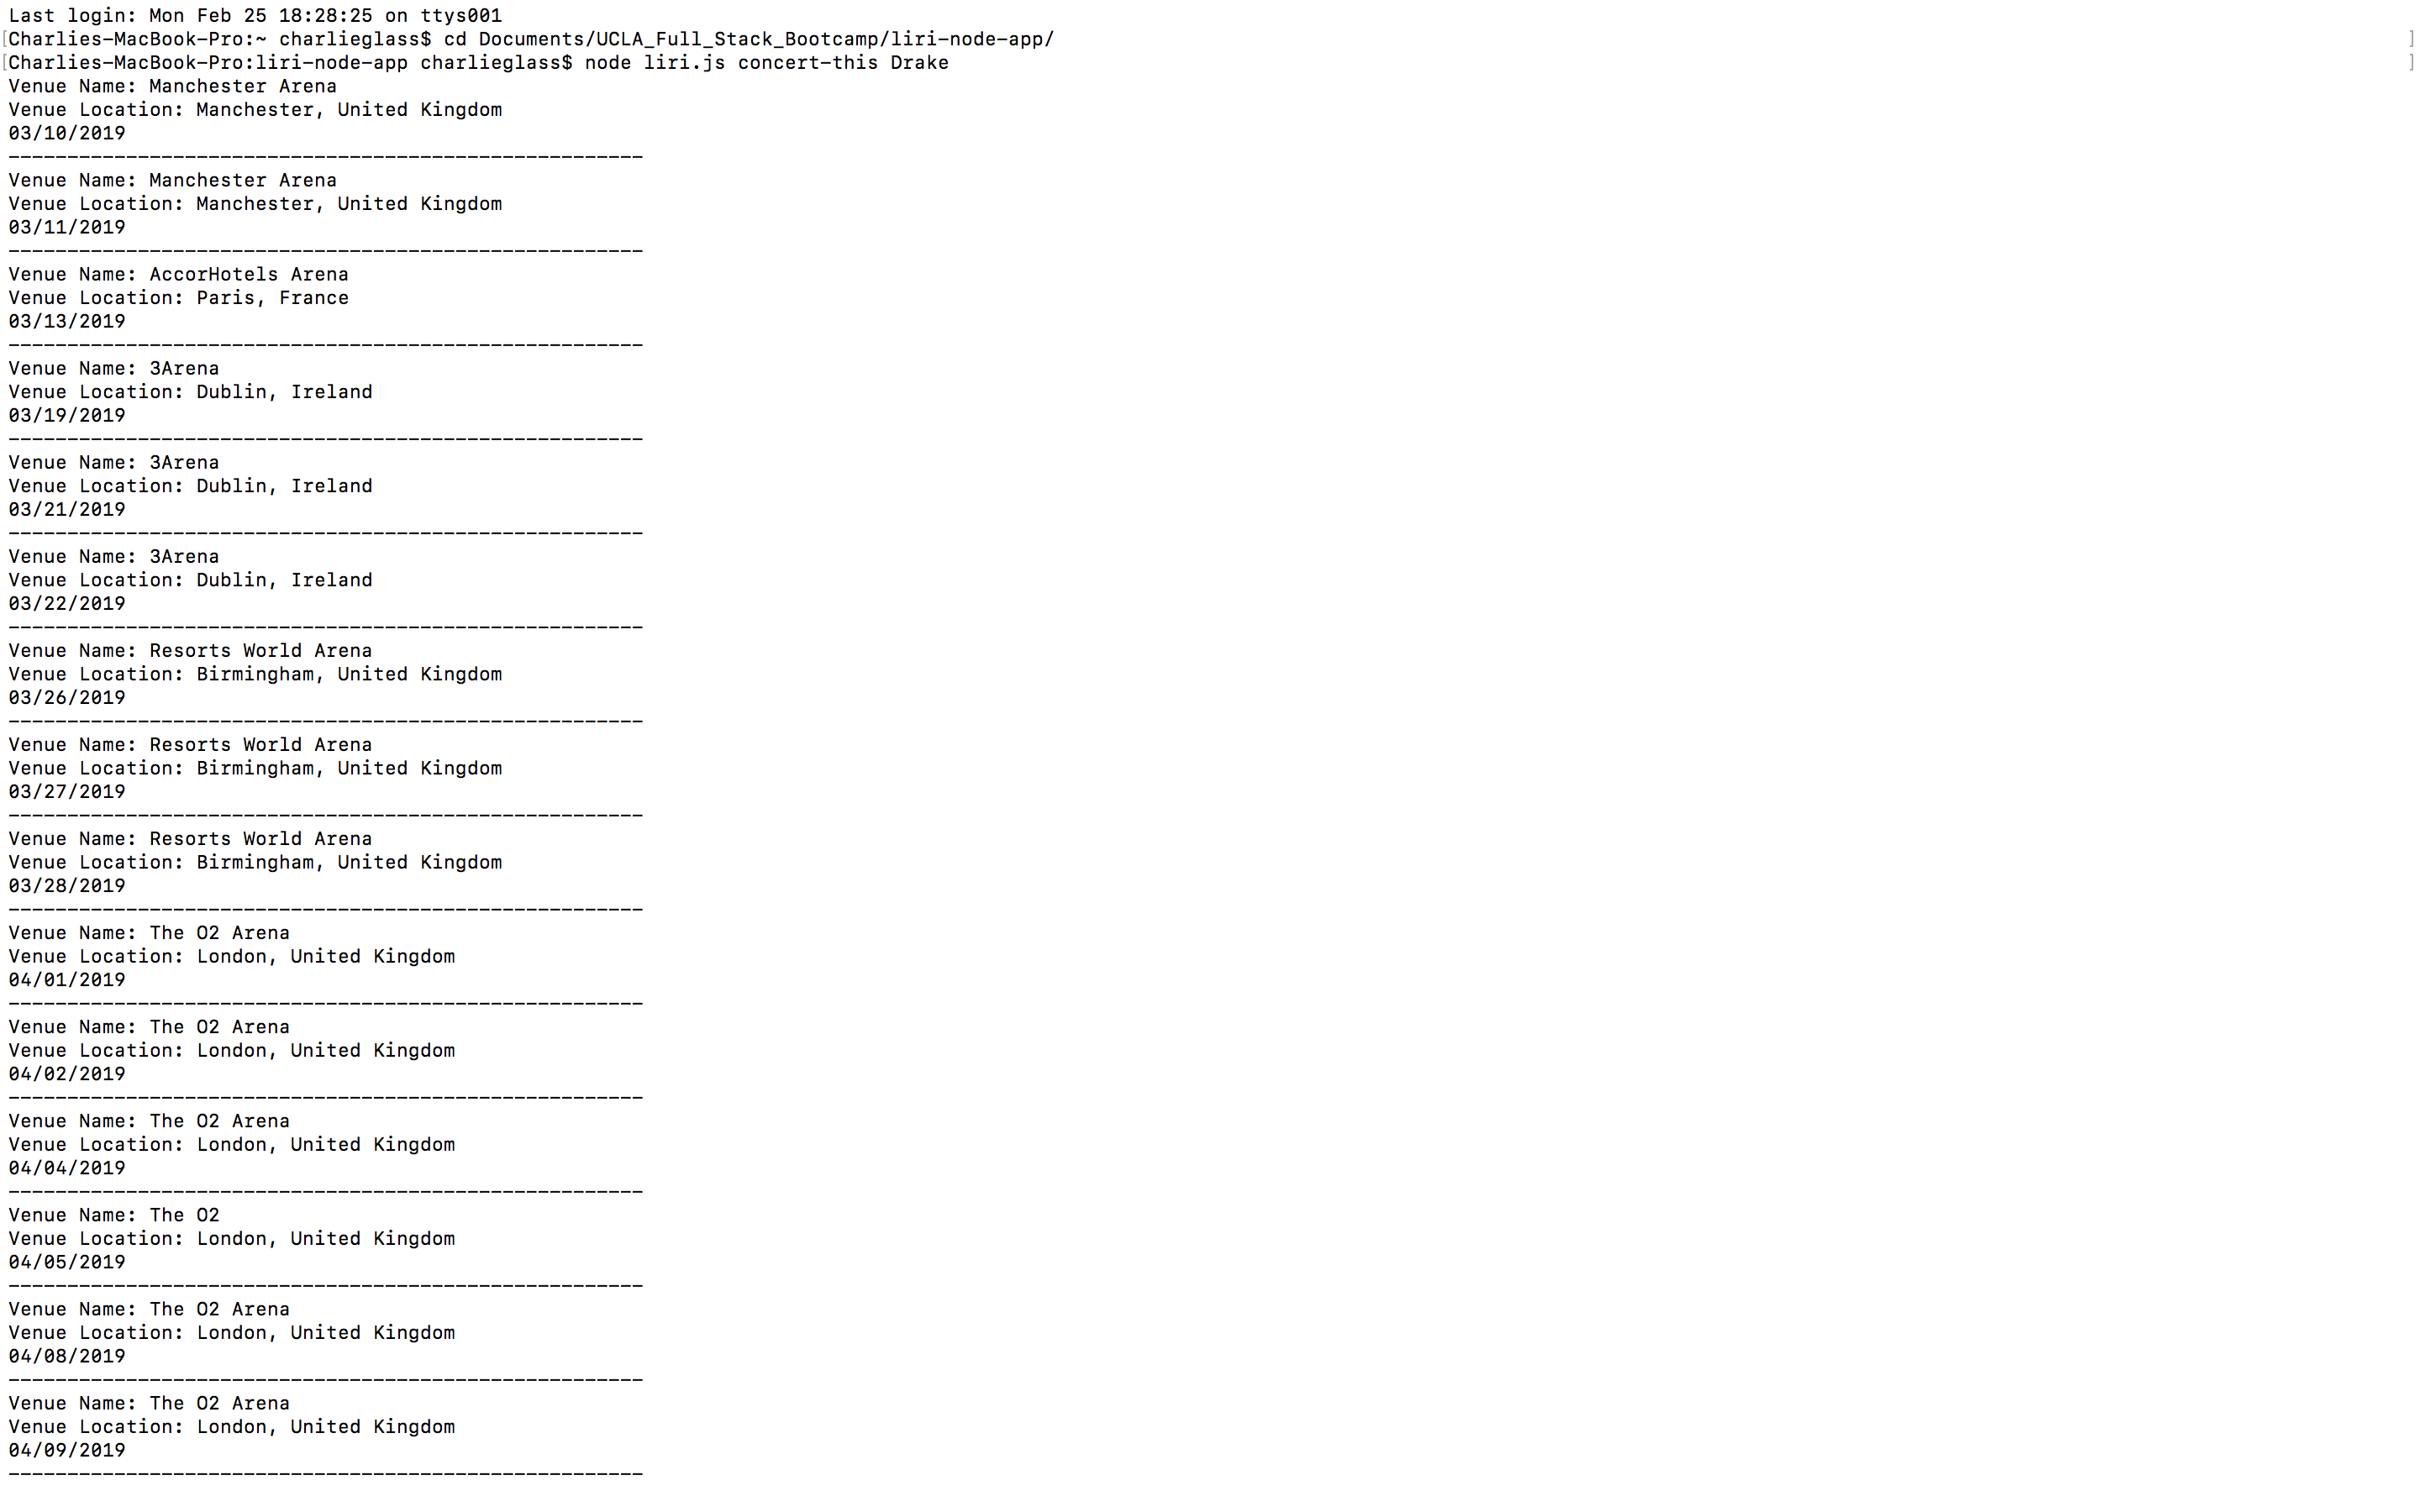 Last login: Mon Feb 25 18:28:25 on ttys001
[Charlies-MacBook-Pro:~ charlieglass$ cd Documents/UCLA_Full_Stack_Bootcamp/liri-node-app/ ]
[Charlies-MacBook-Pro:liri-node-app charlieglass$ node liri.js concert-this Drake ]
Venue Name: Manchester Arena
Venue Location: Manchester, United Kingdom
03/10/2019
------------------------------------------------------
Venue Name: Manchester Arena
Venue Location: Manchester, United Kingdom
03/11/2019
------------------------------------------------------
Venue Name: AccorHotels Arena
Venue Location: Paris, France
03/13/2019
------------------------------------------------------
Venue Name: 3Arena
Venue Location: Dublin, Ireland
03/19/2019
------------------------------------------------------
Venue Name: 3Arena
Venue Location: Dublin, Ireland
03/21/2019
------------------------------------------------------
Venue Name: 3Arena
Venue Location: Dublin, Ireland
03/22/2019
------------------------------------------------------
Venue Name: Resorts World Arena
Venue Location: Birmingham, United Kingdom
03/26/2019
------------------------------------------------------
Venue Name: Resorts World Arena
Venue Location: Birmingham, United Kingdom
03/27/2019
------------------------------------------------------
Venue Name: Resorts World Arena
Venue Location: Birmingham, United Kingdom
03/28/2019
------------------------------------------------------
Venue Name: The O2 Arena
Venue Location: London, United Kingdom
04/01/2019
------------------------------------------------------
Venue Name: The O2 Arena
Venue Location: London, United Kingdom
04/02/2019
------------------------------------------------------
Venue Name: The O2 Arena
Venue Location: London, United Kingdom
04/04/2019
------------------------------------------------------
Venue Name: The O2
Venue Location: London, United Kingdom
04/05/2019
------------------------------------------------------
Venue Name: The O2 Arena
Venue Location: London, United Kingdom
04/08/2019
------------------------------------------------------
Venue Name: The O2 Arena
Venue Location: London, United Kingdom
04/09/2019
------------------------------------------------------